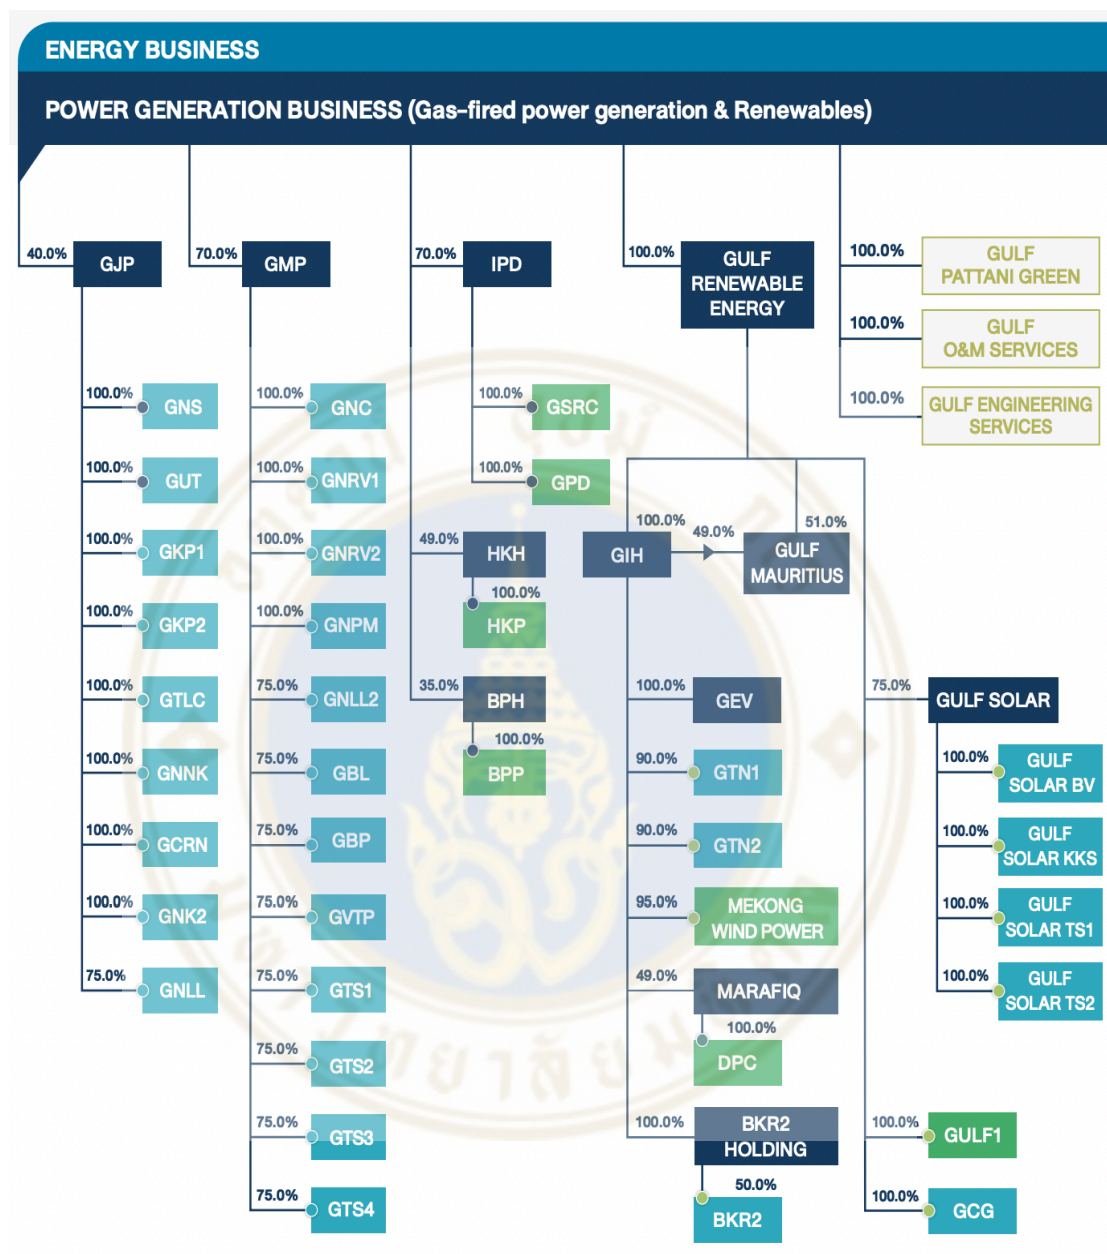 ENERGY BUSINESS
POWER GENERATION BUSINESS (Gas-fired power generation & Renewables)
40.0%
GJP
100.0%
GNS
100.0%
GUT
100.0%
GKP1
100.0%
GKP2
100.0%
GTLC
100.0%
GNNK
100.0%
GCRN
100.0%
GNK2
75.0%
GNLL
70.0%
GMP
100.0%
GNC
100.0%
GNRV1
100.0%
GNRV2
100.0%
GNPM
75.0%
GNLL2
75.0%
GBL
75.0%
GBP
75.0%
GVTP
75.0%
GTS1
75.0%
GTS2
75.0%
GTS3
75.0%
GTS4
70.0%
IPD
100.0%
GSRC
100.0%
GPD
49.0%
HKH
100.0%
HKP
35.0%
BPH
100.0%
BPP
100.0%
GULF
RENEWABLE
ENERGY
100.0%
GIH
49.0%
51.0%
GULF
MAURITIUS
100.0%
GEV
90.0%
GTN1
90.0%
GTN2
95.0%
MEKONG
WIND POWER
49.0%
MARAFIQ
100.0%
DPC
100.0%
BKR2
HOLDING
50.0%
BKR2
75.0%
GULF SOLAR
100.0%
GULF
SOLAR BV
100.0%
GULF
SOLAR KKS
100.0%
GULF
SOLAR TS1
100.0%
GULF
SOLAR TS2
100.0%
GULF1
100.0%
GCG
100.0%
GULF
PATTANI GREEN
100.0%
GULF
O&M SERVICES
100.0%
GULF ENGINEERING
SERVICES